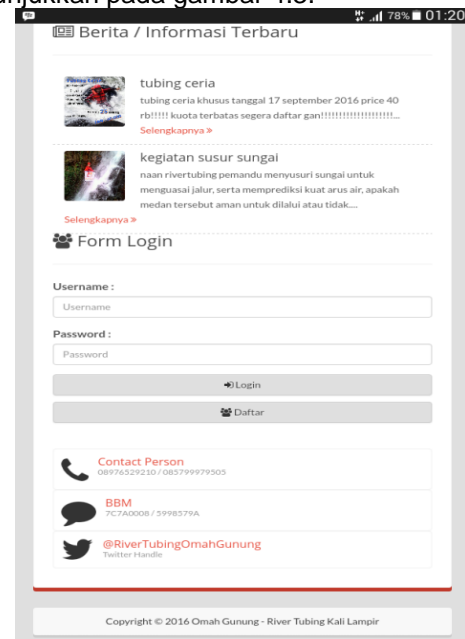 78% 01:20
Berita / Informasi Terbaru
tubing ceria
tubing ceria khusus tanggal 17 september 2016 price 40
rb!!!!! kuota terbatas segera daftar gan!!!!!!!!!!!!!!!!!!!!...
Selengkapnya »
kegiatan susur sungai
naan rivertubing pemandu menyusuri sungai untuk
menguasai jalur, serta memprediksi kuat arus air, apakah
medan tersebut aman untuk dilalui atau tidak....
Selengkapnya »
Form Login
Username :
Username
Password :
Password
Login
Daftar
Contact Person
08976529210 / 085799979505
BBM
7C7A0008 / 5998579A
@RiverTubingOmahGunung
Twitter Handle
Copyright © 2016 Omah Gunung - River Tubing Kali Lampir